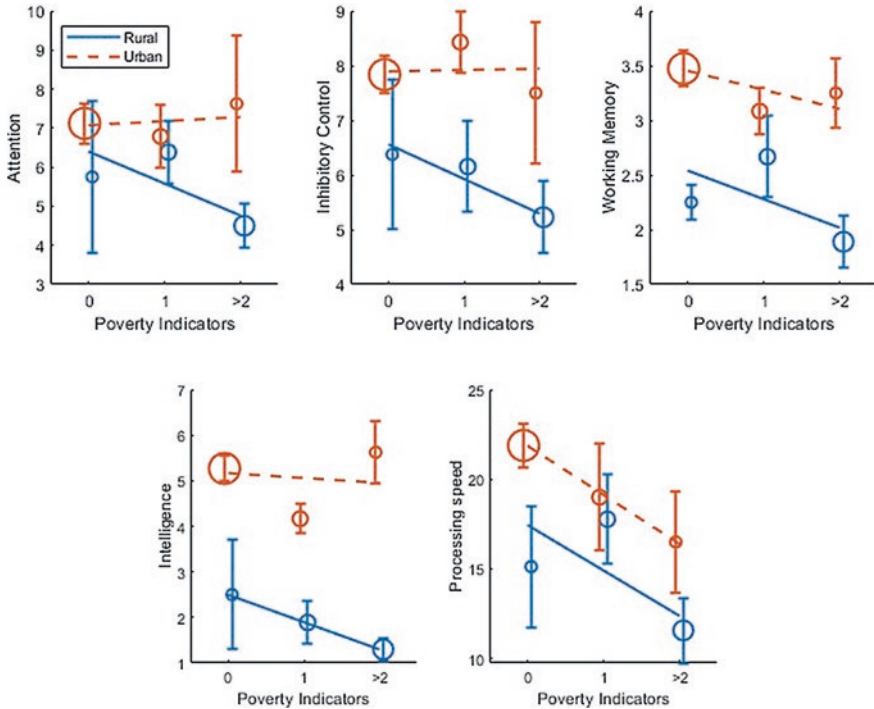 10
9
8
7
6
5
4
3
Attention
Rural
Urban
0 1 >2
Poverty Indicators
9
8
7
6
5
4
Inhibitory Control
0 1 >2
Poverty Indicators
4
3.5
3
2.5
2
1.5
Working Memory
0 1 >2
Poverty Indicators
7
6
5
4
3
2
1
Intelligence
0 1 >2
Poverty Indicators
25
20
15
10
Processing speed
0 1 >2
Poverty Indicators